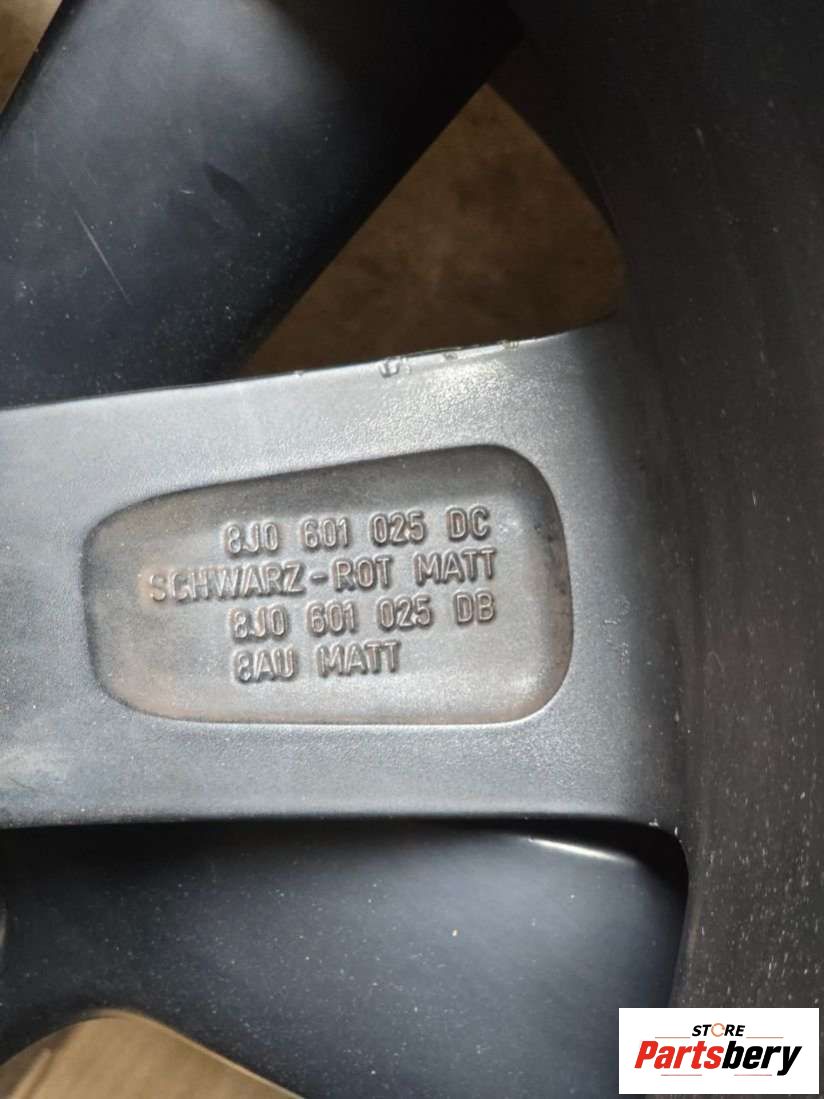 8J0 601 025 DC
SCHWARZ-ROT MATT
8J0 601 025 DB
8AU MATT
STORE
Partsbery